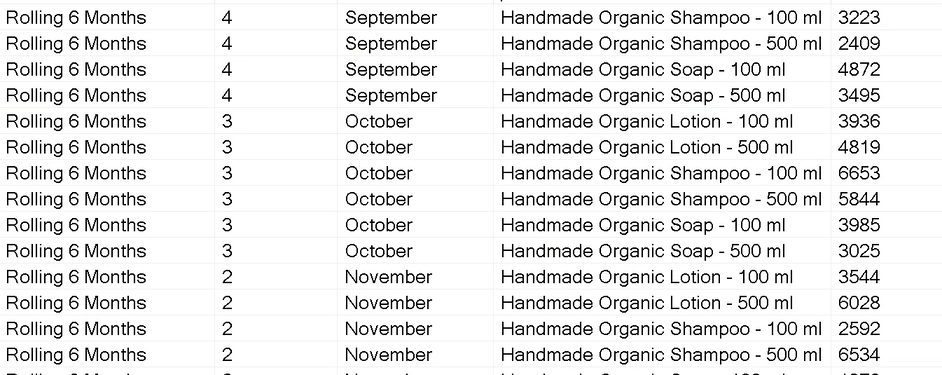 Rolling 6 Months 4 September Handmade Organic Shampoo - 100 ml 3223
Rolling 6 Months 4 September Handmade Organic Shampoo - 500 ml 2409
Rolling 6 Months 4 September Handmade Organic Soap - 100 ml 4872
Rolling 6 Months 4 September Handmade Organic Soap - 500 ml 3495
Rolling 6 Months 3 October Handmade Organic Lotion - 100 ml 3936
Rolling 6 Months 3 October Handmade Organic Lotion - 500 ml 4819
Rolling 6 Months 3 October Handmade Organic Shampoo - 100 ml 6653
Rolling 6 Months 3 October Handmade Organic Shampoo - 500 ml 5844
Rolling 6 Months 3 October Handmade Organic Soap - 100 ml 3985
Rolling 6 Months 3 October Handmade Organic Soap - 500 ml 3025
Rolling 6 Months 2 November Handmade Organic Lotion - 100 ml 3544
Rolling 6 Months 2 November Handmade Organic Lotion - 500 ml 6028
Rolling 6 Months 2 November Handmade Organic Shampoo - 100 ml 2592
Rolling 6 Months 2 November Handmade Organic Shampoo - 500 ml 6534